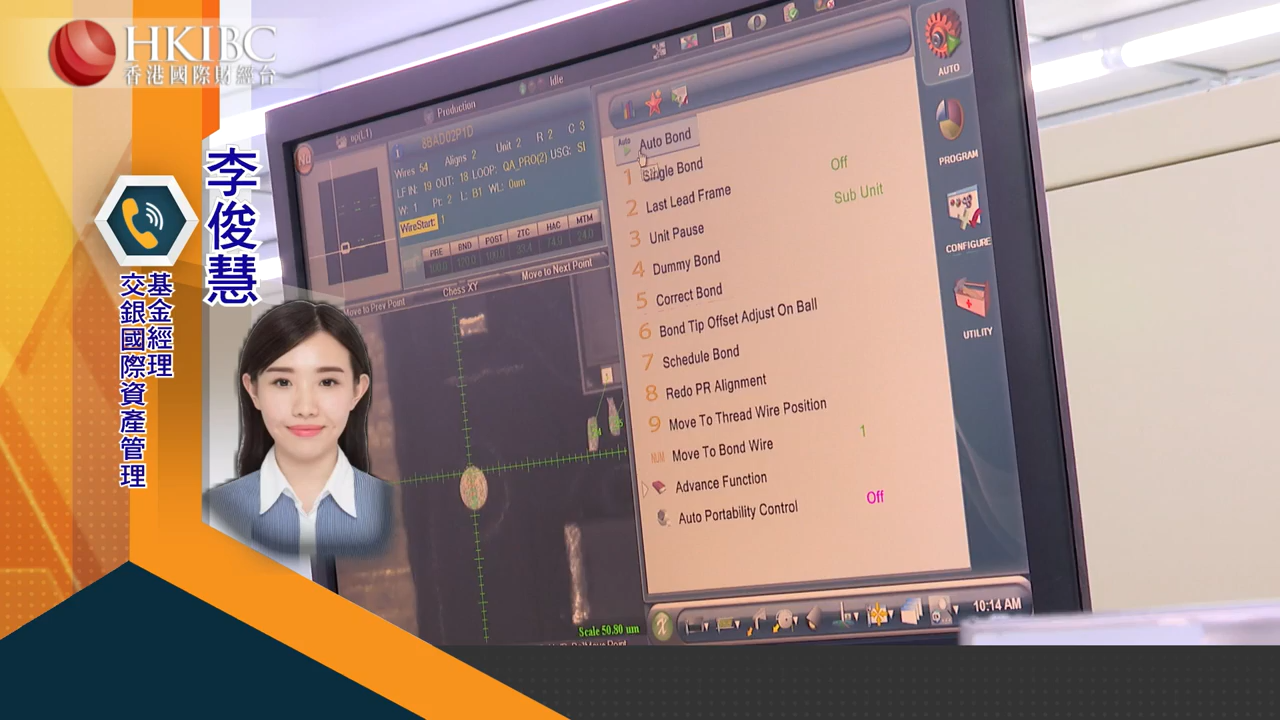 HKIBC
香港國際財經台
李俊慧
基金經理
交銀國際資產管理
Idle
Production
8BAD02P1D
Wires 54 Aligns 2 Unit 2 R 2 C 3
LF IN: 19 OUT: 18 LOOP: QA_PRO(2) USG: SI
W: 1 Pt: 2 L: B1 WL: 0um
WireStart: 1
PRE BND POST ZTC HAC MTM
Move to Prev Point Chess XY Move to Next Point
Scale 50.80 um
Auto Bond
1 Single Bond
2 Last Lead Frame Off
3 Unit Pause Sub Unit
4 Dummy Bond
5 Correct Bond
6 Bond Tip Offset Adjust On Ball
7 Schedule Bond
8 Redo PR Alignment
9 Move To Thread Wire Position
NUM Move To Bond Wire 1
Advance Function
Auto Portability Control Off
AUTO
PROGRAM
CONFIGURE
UTILITY
10:14 AM